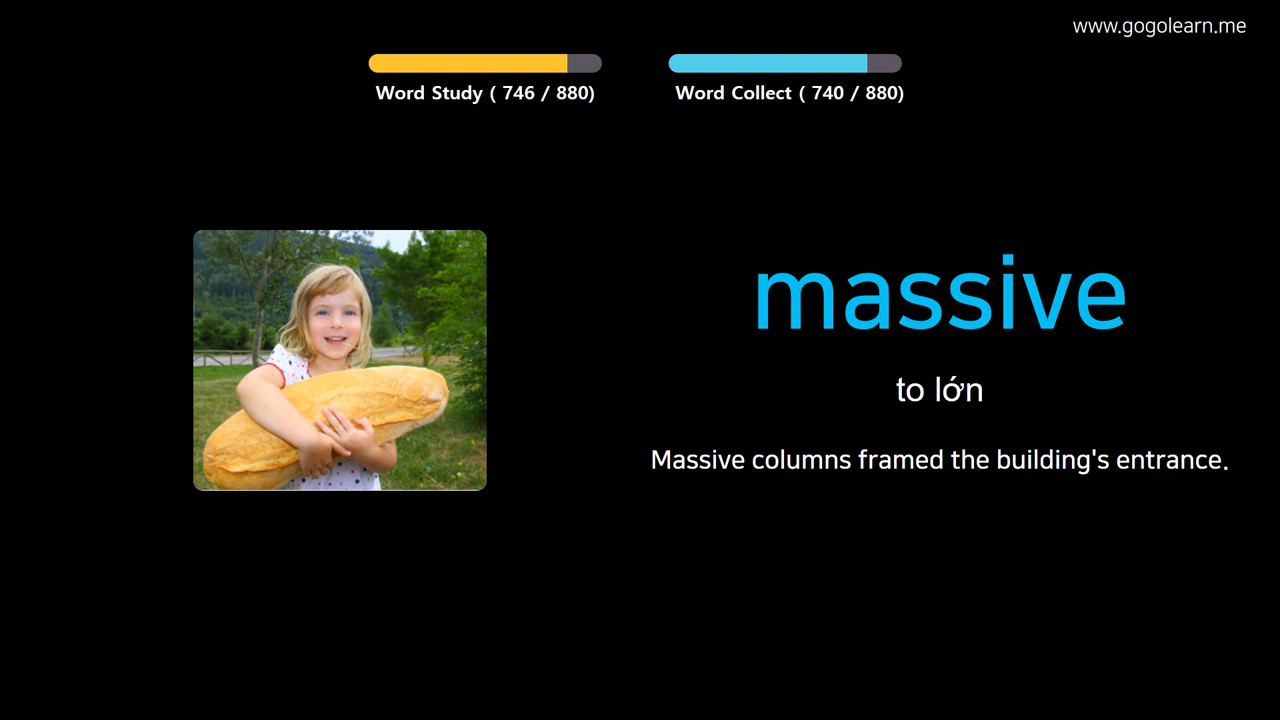 www.gogolearn.me
Word Study ( 746 / 880)
Word Collect ( 740 / 880)
massive
to lớn
Massive columns framed the building's entrance.